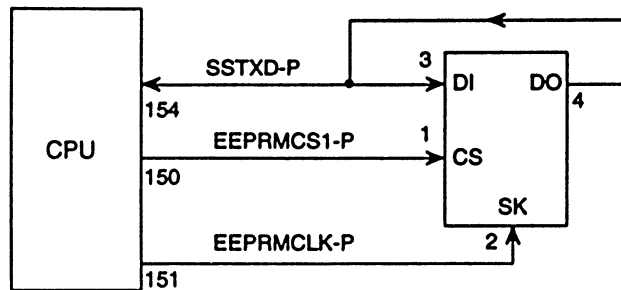 SSTXD-P
3
DI
DO
4
154
CPU
EEPRMCS1-P
1
CS
150
SK
EEPRMCLK-P
2
151